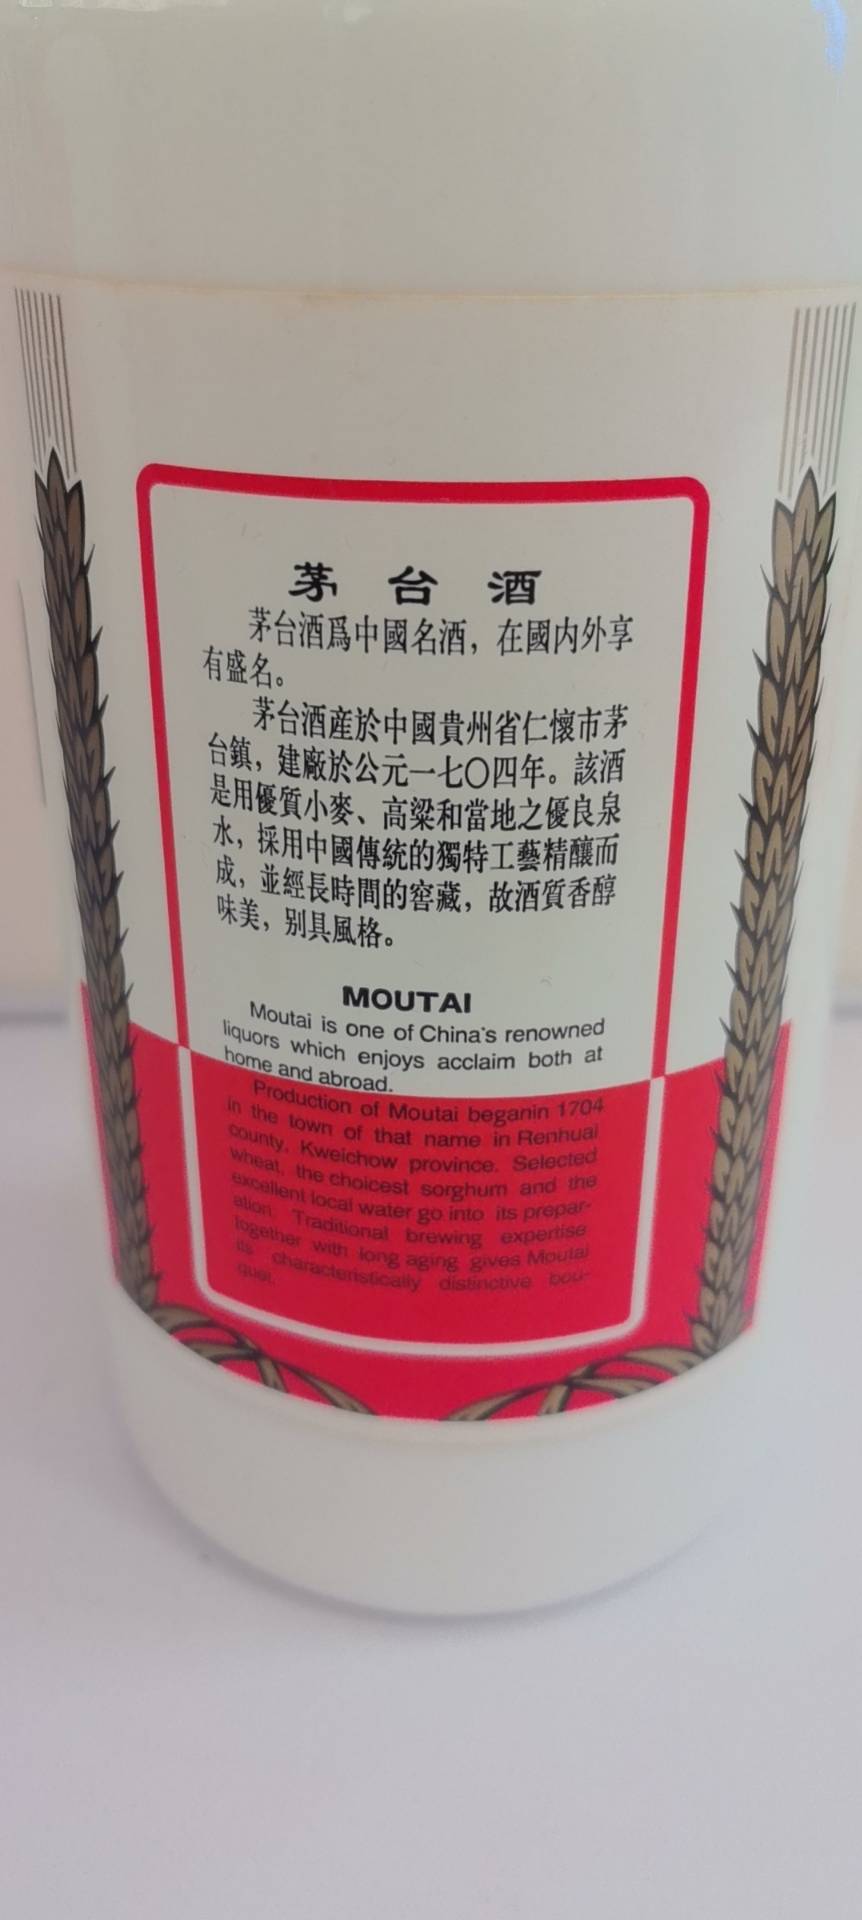 茅台酒
茅台酒爲中國名酒，在國内外享
有盛名。
茅台酒産於中國貴州省仁懷市茅
台鎮，建廠於公元一七〇四年。該酒
是用優質小麥、高粱和當地之優良泉
水，採用中國傳統的獨特工藝精釀而
成，並經長時間的窖藏，故酒質香醇
味美，别具風格。
MOUTAI
Moutai is one of China's renowned
liquors which enjoys acclaim both at
home and abroad.
Production of Moutai beganin 1704
in the town of that name in Renhuai
county, Kweichow province. Selected
wheat, the choicest sorghum and the
excellent local water go into its prepar-
ation. Traditional brewing expertise
together with long aging gives Moutai
its characteristically distinctive bou-
quet.